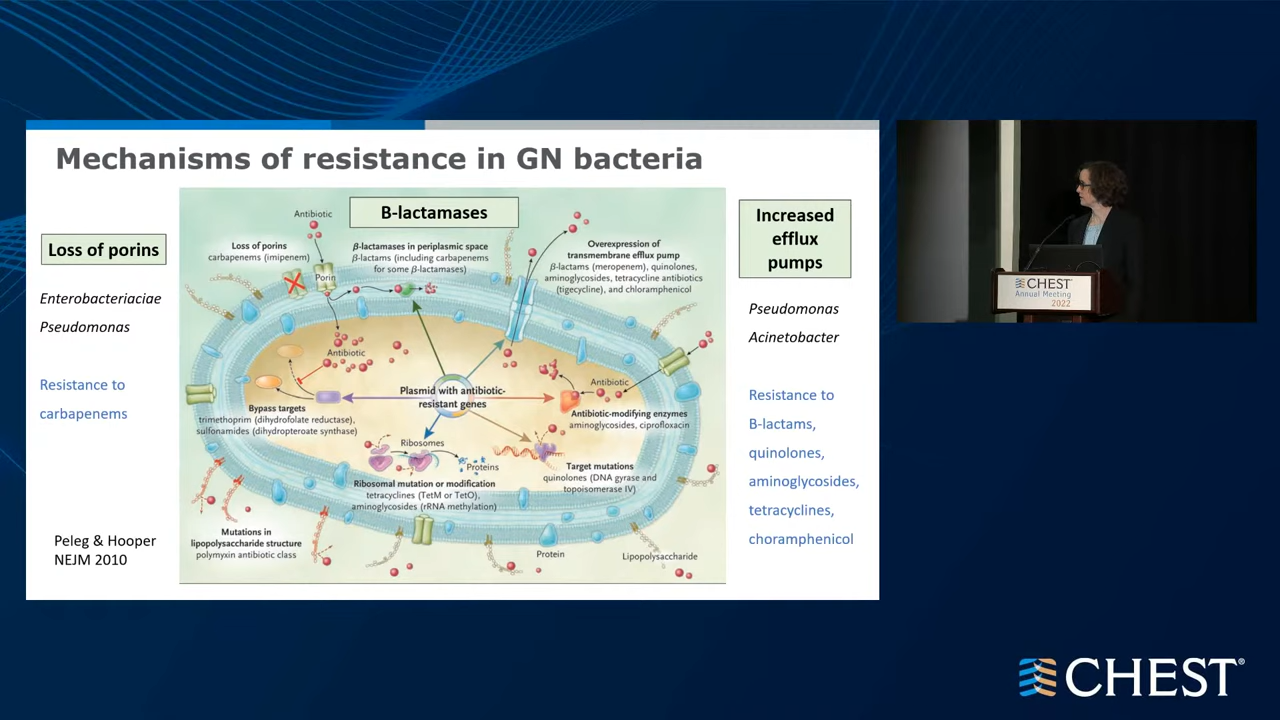 Mechanisms of resistance in GN bacteria
Loss of porins
Enterobacteriaciae
Pseudomonas
Resistance to
carbapenems
Peleg & Hooper
NEJM 2010
B-lactamases
Antibiotic
Loss of porins
carbapenems (imipenem)
Porin
β-lactamases in periplasmic space
β-lactams (including carbapenems
for some β-lactamases)
Overexpression of
transmembrane efflux pump
β-lactams (meropenem), quinolones,
aminoglycosides, tetracycline antibiotics
(tigecycline), and chloramphenicol
Antibiotic
Plasmid with antibiotic-
resistant genes
Antibiotic
Bypass targets
trimethoprim (dihydrofolate reductase),
sulfonamides (dihydropteroate synthase)
Antibiotic-modifying enzymes
aminoglycosides, ciprofloxacin
Ribosomes
Proteins
Ribosomal mutation or modification
tetracyclines (TetM or TetO),
aminoglycosides (rRNA methylation)
Target mutations
quinolones (DNA gyrase and
topoisomerase IV)
Mutations in
lipopolysaccharide structure
polymyxin antibiotic class
Protein
Lipopolysaccharide
Increased
efflux
pumps
Pseudomonas
Acinetobacter
Resistance to
B-lactams,
quinolones,
aminoglycosides,
tetracyclines,
choramphenicol
CHEST
Annual Meeting
2022
CHEST®